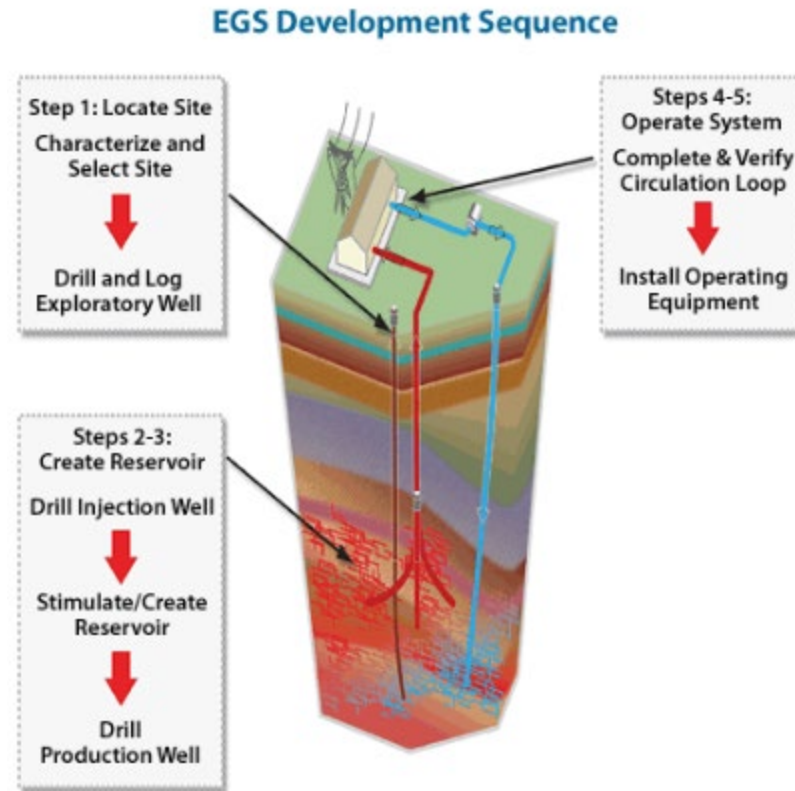 EGS Development Sequence
Step 1: Locate Site
Characterize and
Select Site
Drill and Log
Exploratory Well
Steps 4-5:
Operate System
Complete & Verify
Circulation Loop
Install Operating
Equipment
Steps 2-3:
Create Reservoir
Drill Injection Well
Stimulate/Create
Reservoir
Drill
Production Well